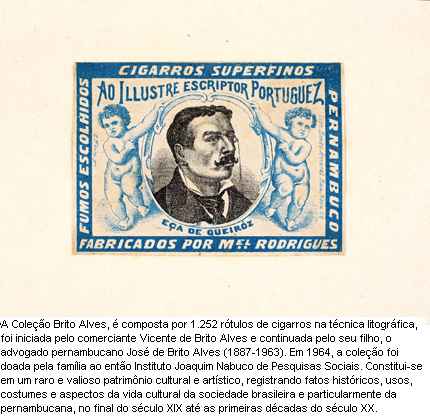 CIGARROS SUPERFINOS
AO ILLUSTRE ESCRIPTOR PORTUGUEZ
FUMOS ESCOLHIDOS
PERNAMBUCO
EÇA DE QUEIRÓZ
FABRICADOS POR Mel. RODRIGUES
A Coleção Brito Alves, é composta por 1.252 rótulos de cigarros na técnica litográfica,
foi iniciada pelo comerciante Vicente de Brito Alves e continuada pelo seu filho, o
advogado pernambucano José de Brito Alves (1887-1963). Em 1964, a coleção foi
doada pela família ao então Instituto Joaquim Nabuco de Pesquisas Sociais. Constitui-se
em um raro e valioso patrimônio cultural e artístico, registrando fatos históricos, usos,
costumes e aspectos da vida cultural da sociedade brasileira e particularmente da
pernambucana, no final do século XIX até as primeiras décadas do século XX.